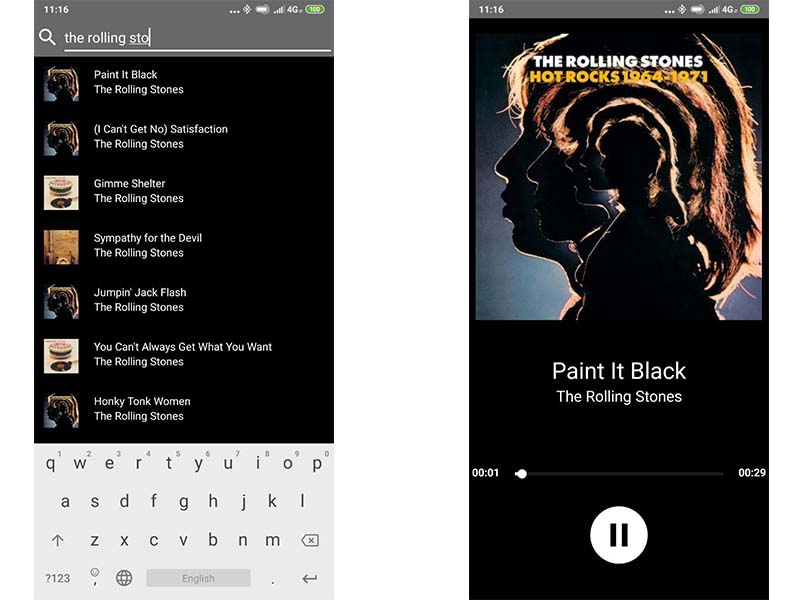 11:16
4G
100
the rolling sto
Paint It Black
The Rolling Stones
(I Can't Get No) Satisfaction
The Rolling Stones
Gimme Shelter
The Rolling Stones
Sympathy for the Devil
The Rolling Stones
Jumpin' Jack Flash
The Rolling Stones
You Can't Always Get What You Want
The Rolling Stones
Honky Tonk Women
The Rolling Stones
1 2 3 4 5 6 7 8 9 0
q w e r t y u i o p
a s d f g h j k l
z x c v b n m
?123 , English .
11:16
4G
100
THE ROLLING STONES
HOT ROCKS 1964-1971
Paint It Black
The Rolling Stones
00:01
00:29